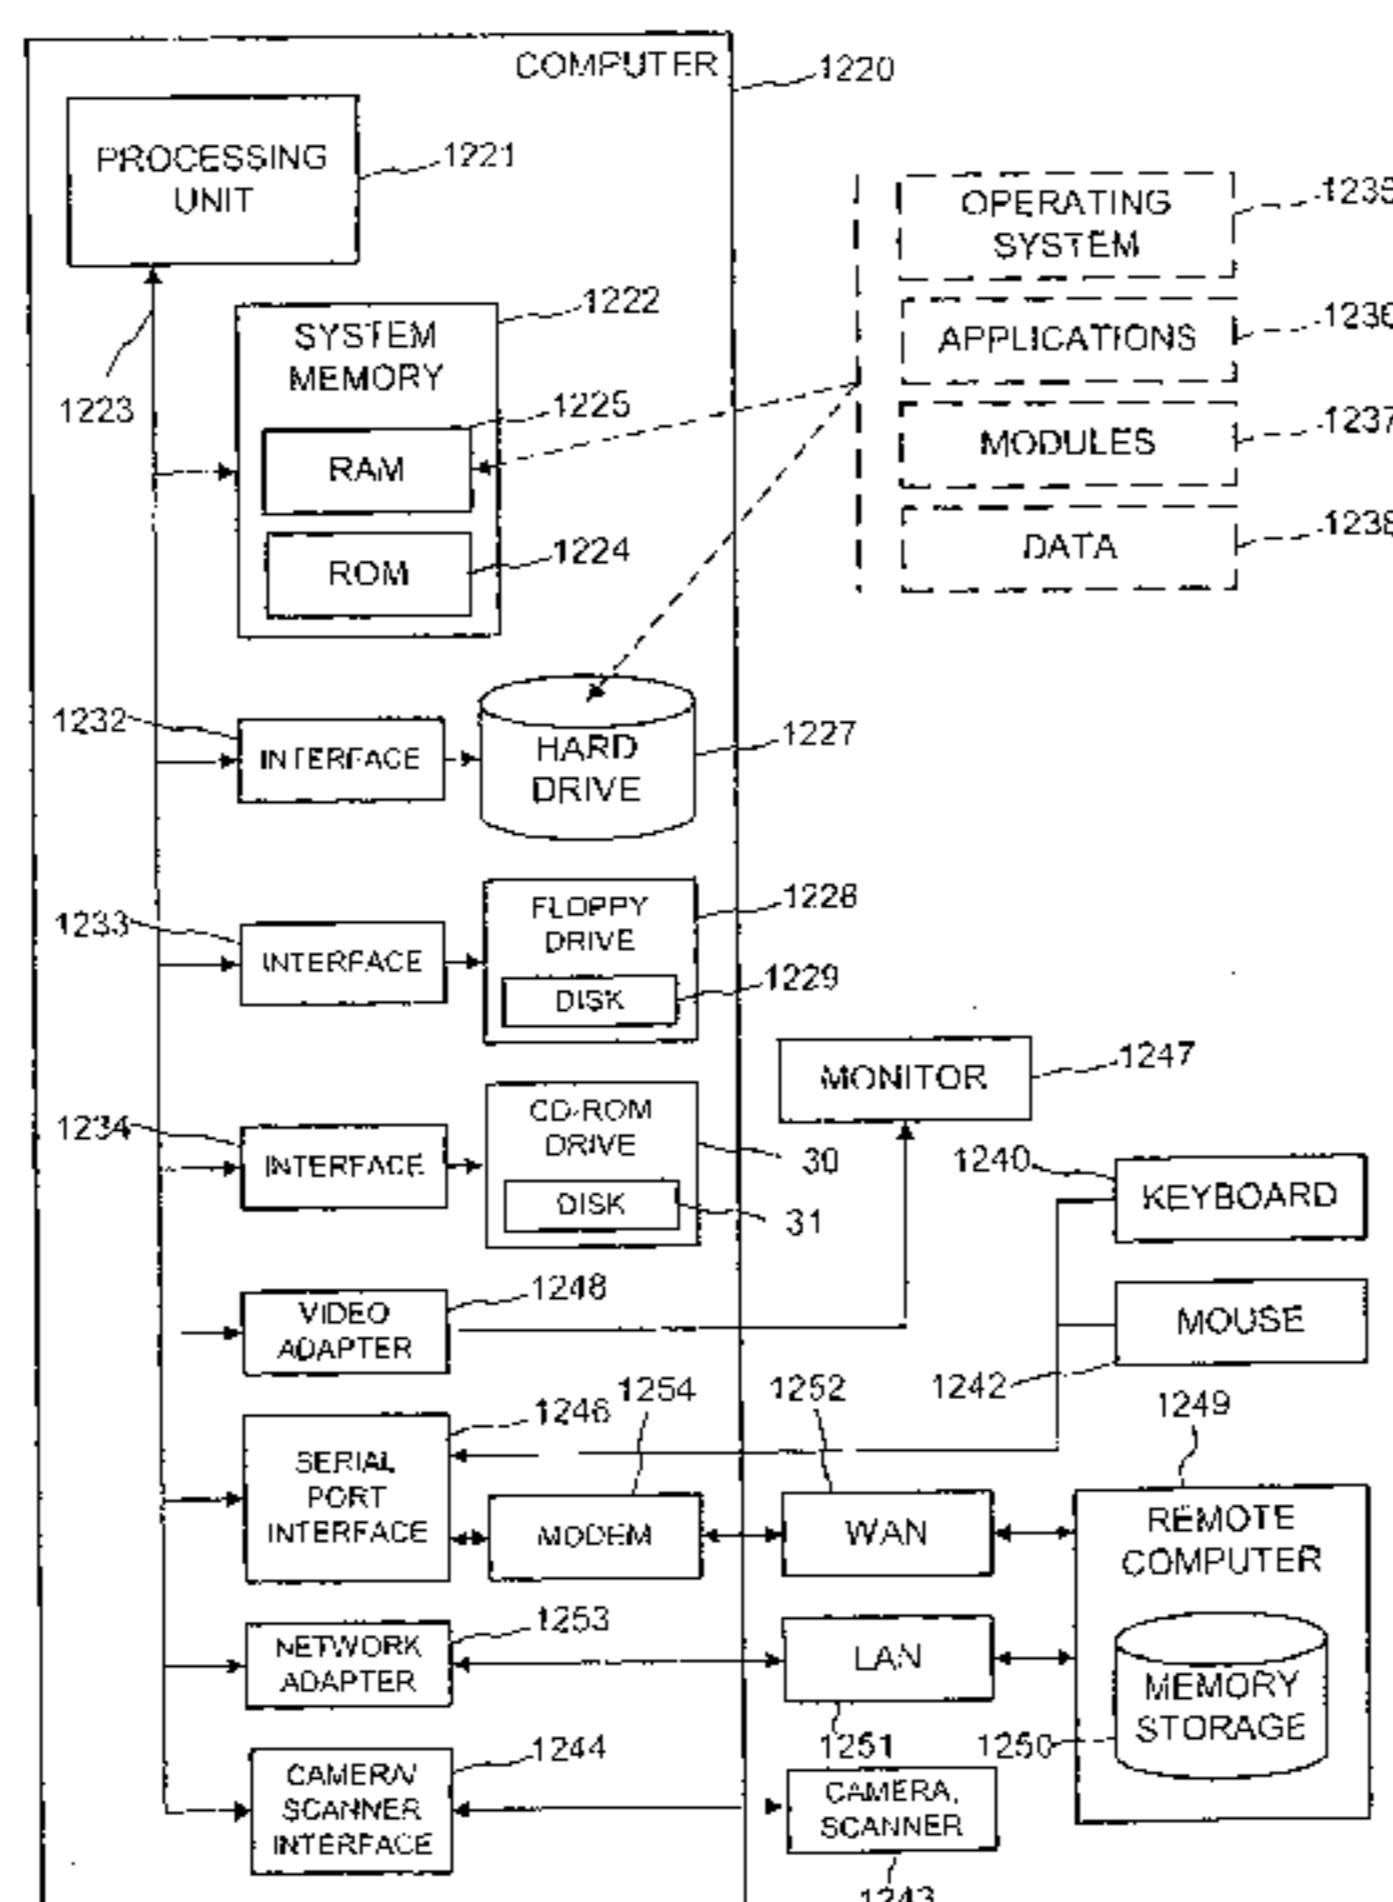 COMPUTER
1220
PROCESSING
UNIT
1221
1223
SYSTEM
MEMORY
1222
RAM
1225
ROM
1224
OPERATING
SYSTEM
1235
APPLICATIONS
1236
MODULES
1237
DATA
1238
1232
INTERFACE
HARD
DRIVE
1227
1233
INTERFACE
FLOPPY
DRIVE
1228
DISK
1229
1234
INTERFACE
CD-ROM
DRIVE
30
DISK
31
MONITOR
1247
1240
KEYBOARD
MOUSE
1242
VIDEO
ADAPTER
1248
SERIAL
PORT
INTERFACE
1246
1254
MODEM
1252
WAN
1249
REMOTE
COMPUTER
MEMORY
STORAGE
1250
NETWORK
ADAPTER
1253
LAN
1251
CAMERA/
SCANNER
INTERFACE
1244
CAMERA,
SCANNER
1243